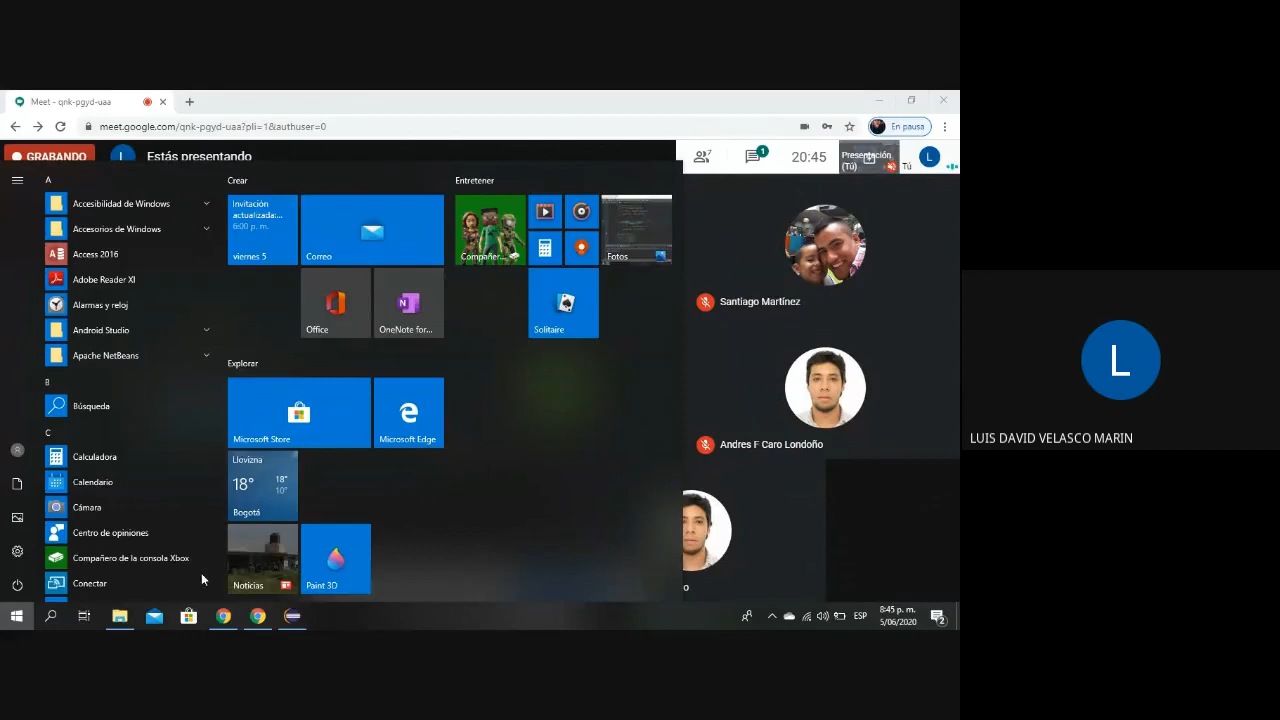 Meet - qnk-pgyd-uaa
meet.google.com/qnk-pgyd-uaa?pli=1&authuser=0
En pausa
GRABANDO
L
Estás presentando
7
1
20:45
Presentación
(Tú)
Tú
L
A
Accesibilidad de Windows
Accesorios de Windows
Access 2016
Adobe Reader XI
Alarmas y reloj
Android Studio
Apache NetBeans
B
Búsqueda
C
Calculadora
Calendario
Cámara
Centro de opiniones
Compañero de la consola Xbox
Conectar
Crear
Invitación
actualizada:...
6:00 p. m.
viernes 5
Correo
Office
N
OneNote for...
Explorar
Microsoft Store
Microsoft Edge
Llovizna
18°
18°
10°
Bogotá
Noticias
Paint 3D
Entretener
Compañer...
Fotos
Solitaire
Santiago Martínez
Andres F Caro Londoño
o
L
LUIS DAVID VELASCO MARIN
ESP
8:45 p. m.
5/06/2020
2